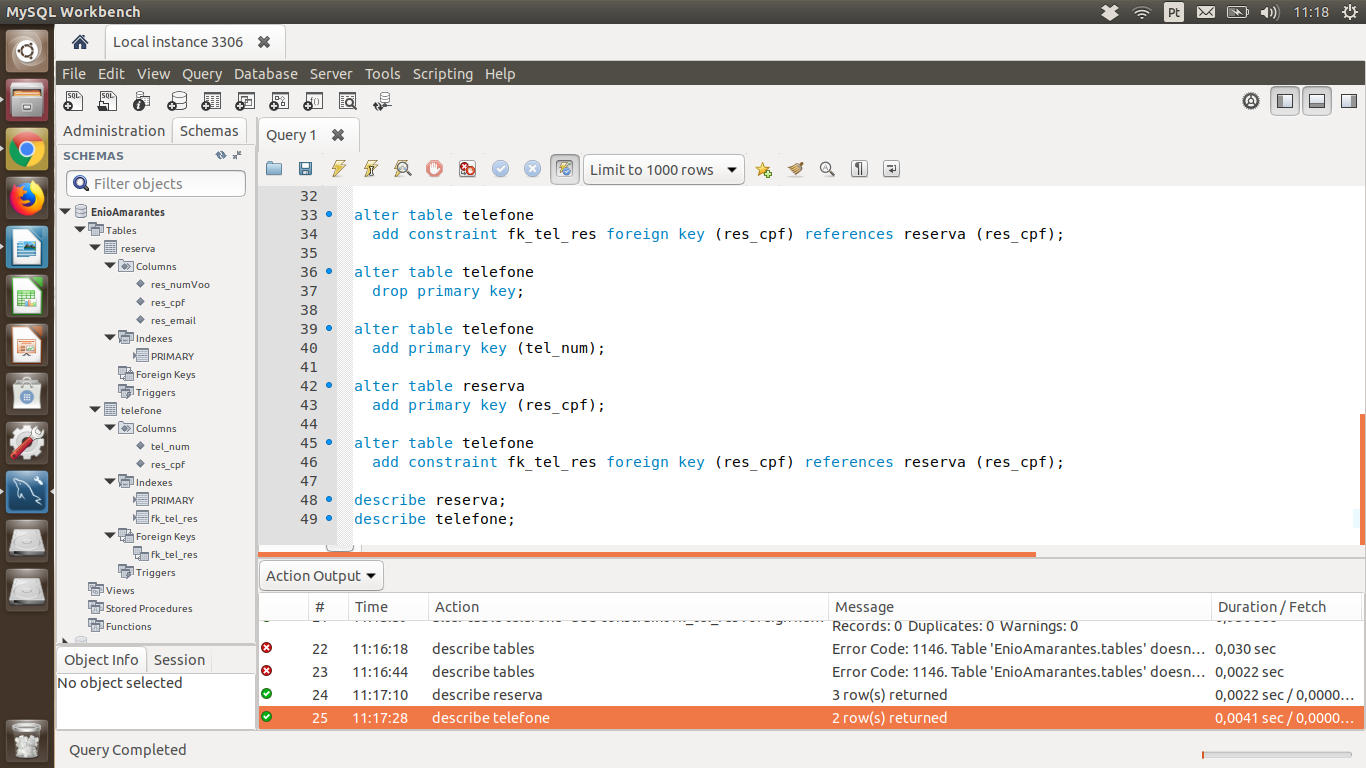 MySQL Workbench
Pt
11:18
Local instance 3306
File Edit View Query Database Server Tools Scripting Help
Administration Schemas
SCHEMAS
Filter objects
EnioAmarantes
Tables
reserva
Columns
res_numVoo
res_cpf
res_email
Indexes
PRIMARY
Foreign Keys
Triggers
telefone
Columns
tel_num
res_cpf
Indexes
PRIMARY
fk_tel_res
Foreign Keys
fk_tel_res
Triggers
Views
Stored Procedures
Functions
Object Info Session
No object selected
Query 1
Limit to 1000 rows
32
33 alter table telefone
34 add constraint fk_tel_res foreign key (res_cpf) references reserva (res_cpf);
35
36 alter table telefone
37 drop primary key;
38
39 alter table telefone
40 add primary key (tel_num);
41
42 alter table reserva
43 add primary key (res_cpf);
44
45 alter table telefone
46 add constraint fk_tel_res foreign key (res_cpf) references reserva (res_cpf);
47
48 describe reserva;
49 describe telefone;
Action Output
# Time Action Message Duration / Fetch
Records: 0 Duplicates: 0 Warnings: 0
22 11:16:18 describe tables Error Code: 1146. Table 'EnioAmarantes.tables' doesn... 0,030 sec
23 11:16:44 describe tables Error Code: 1146. Table 'EnioAmarantes.tables' doesn... 0,0022 sec
24 11:17:10 describe reserva 3 row(s) returned 0,0022 sec / 0,0000...
25 11:17:28 describe telefone 2 row(s) returned 0,0041 sec / 0,0000...
Query Completed